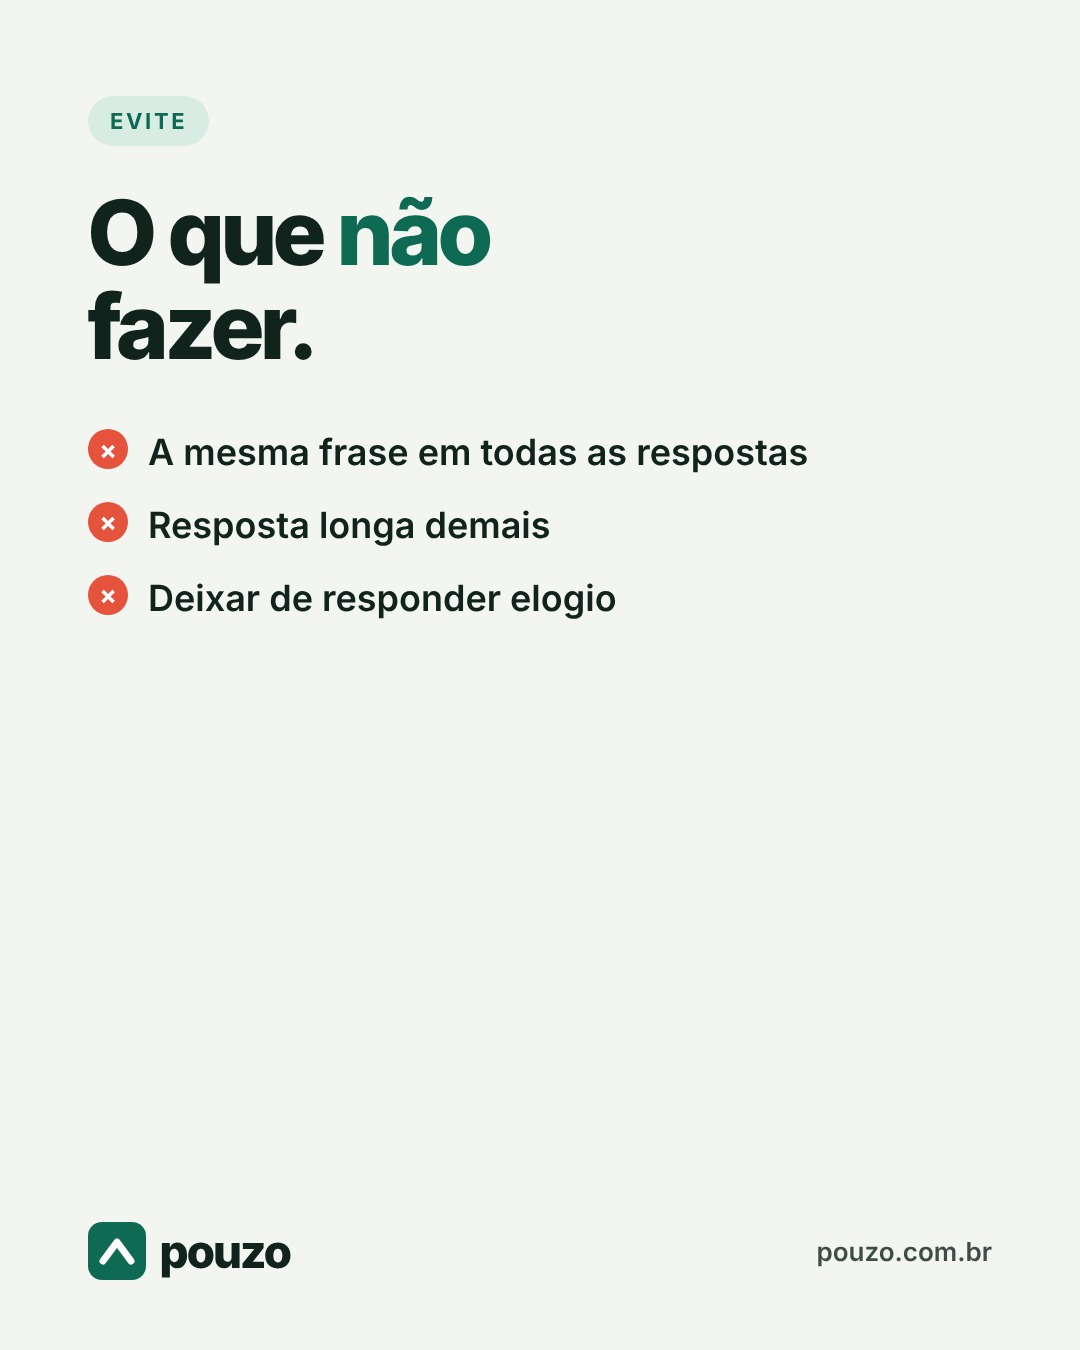 EVITE
O que não
fazer.
A mesma frase em todas as respostas
Resposta longa demais
Deixar de responder elogio
pouzo
pouzo.com.br